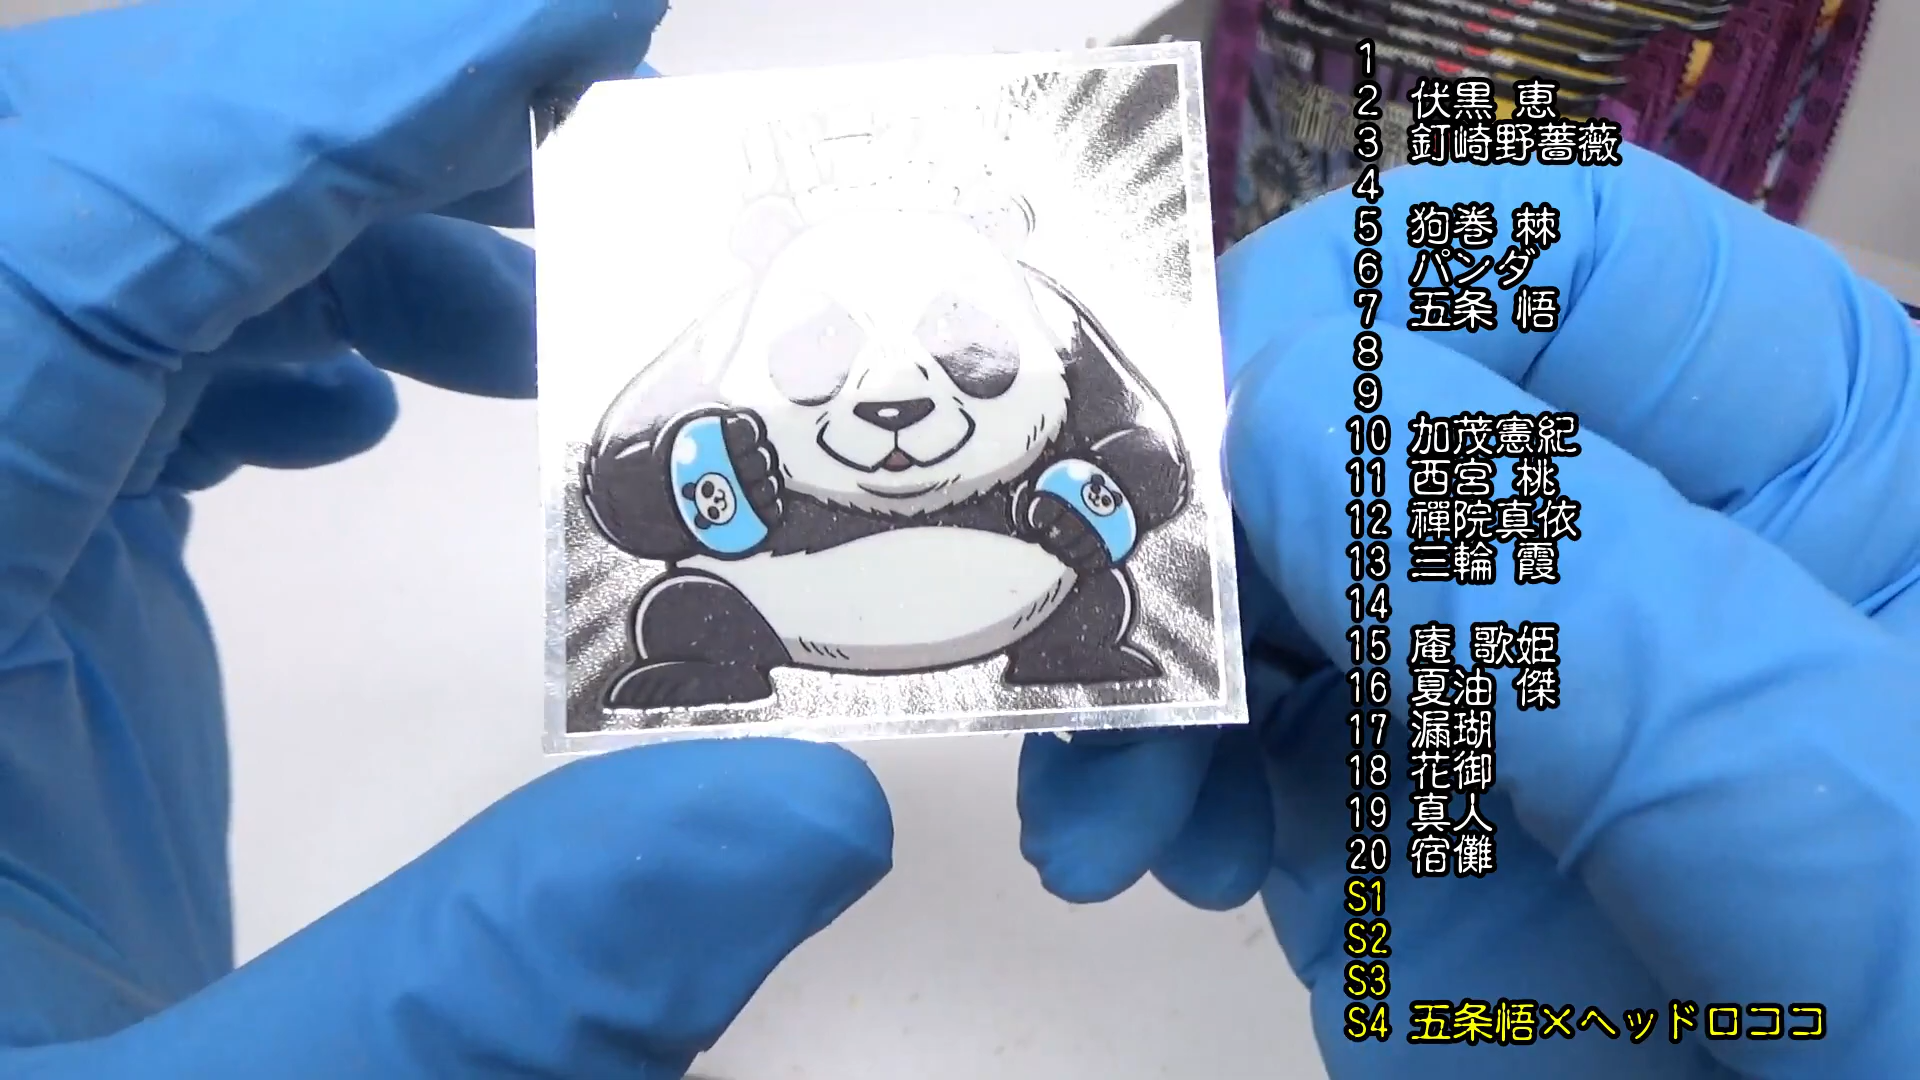 1
2 伏黒 恵
3 釘崎野薔薇
4
5 狗巻 棘
6 パンダ
7 五条 悟
8
9
10 加茂憲紀
11 西宮 桃
12 禪院真依
13 三輪 霞
14
15 庵 歌姫
16 夏油 傑
17 漏瑚
18 花御
19 真人
20 宿儺
S1
S2
S3
S4 五条悟×ヘッドロココ